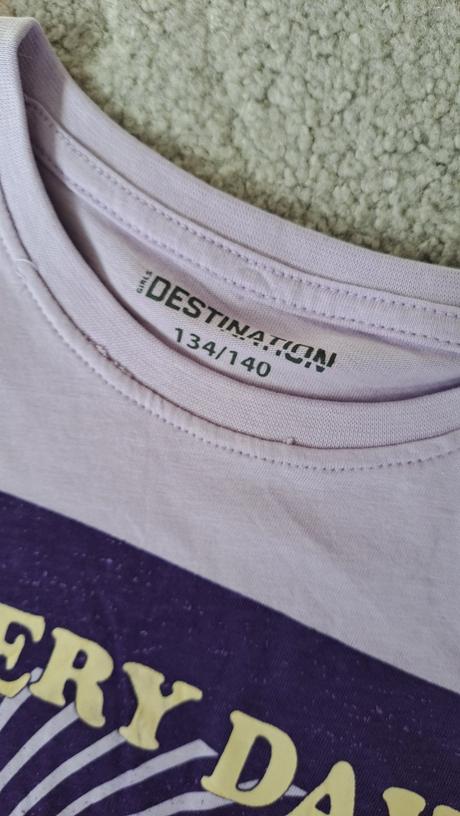 GIRLS
DESTINATION
134/140
ERY DA